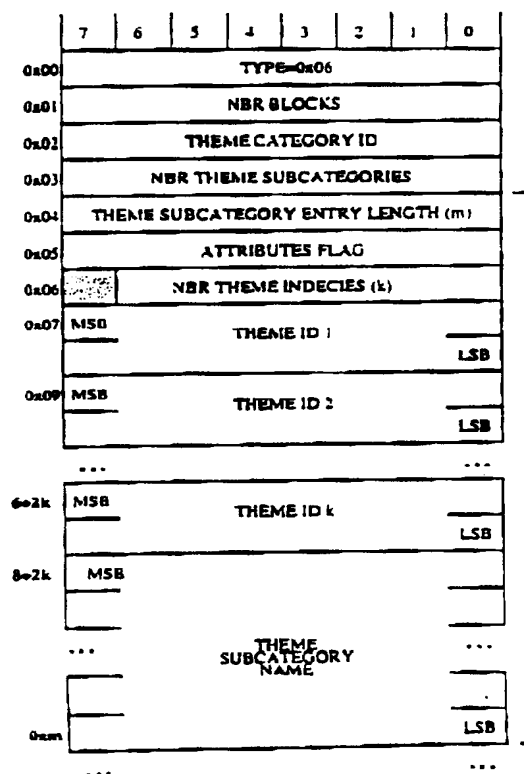 7 6 5 4 3 2 1 0
0x00 TYPE=0x06
0x01 NBR BLOCKS
0x02 THEME CATEGORY ID
0x03 NBR THEME SUBCATEGORIES
0x04 THEME SUBCATEGORY ENTRY LENGTH (m)
0x05 ATTRIBUTES FLAG
0x06 NBR THEME INDECIES (k)
0x07 MSB THEME ID 1
LSB
0x09 MSB THEME ID 2
LSB
... ...
6+2k MSB THEME ID k
LSB
8+2k MSB
... THEME ...
SUBCATEGORY
NAME
0xm LSB
... ...